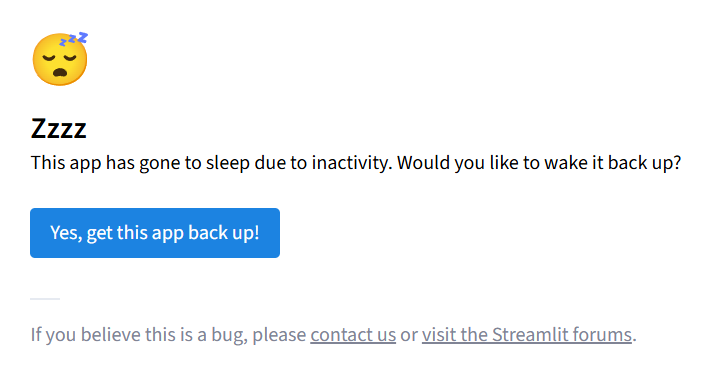 Zzzz
This app has gone to sleep due to inactivity. Would you like to wake it back up?
Yes, get this app back up!
If you believe this is a bug, please contact us or visit the Streamlit forums.